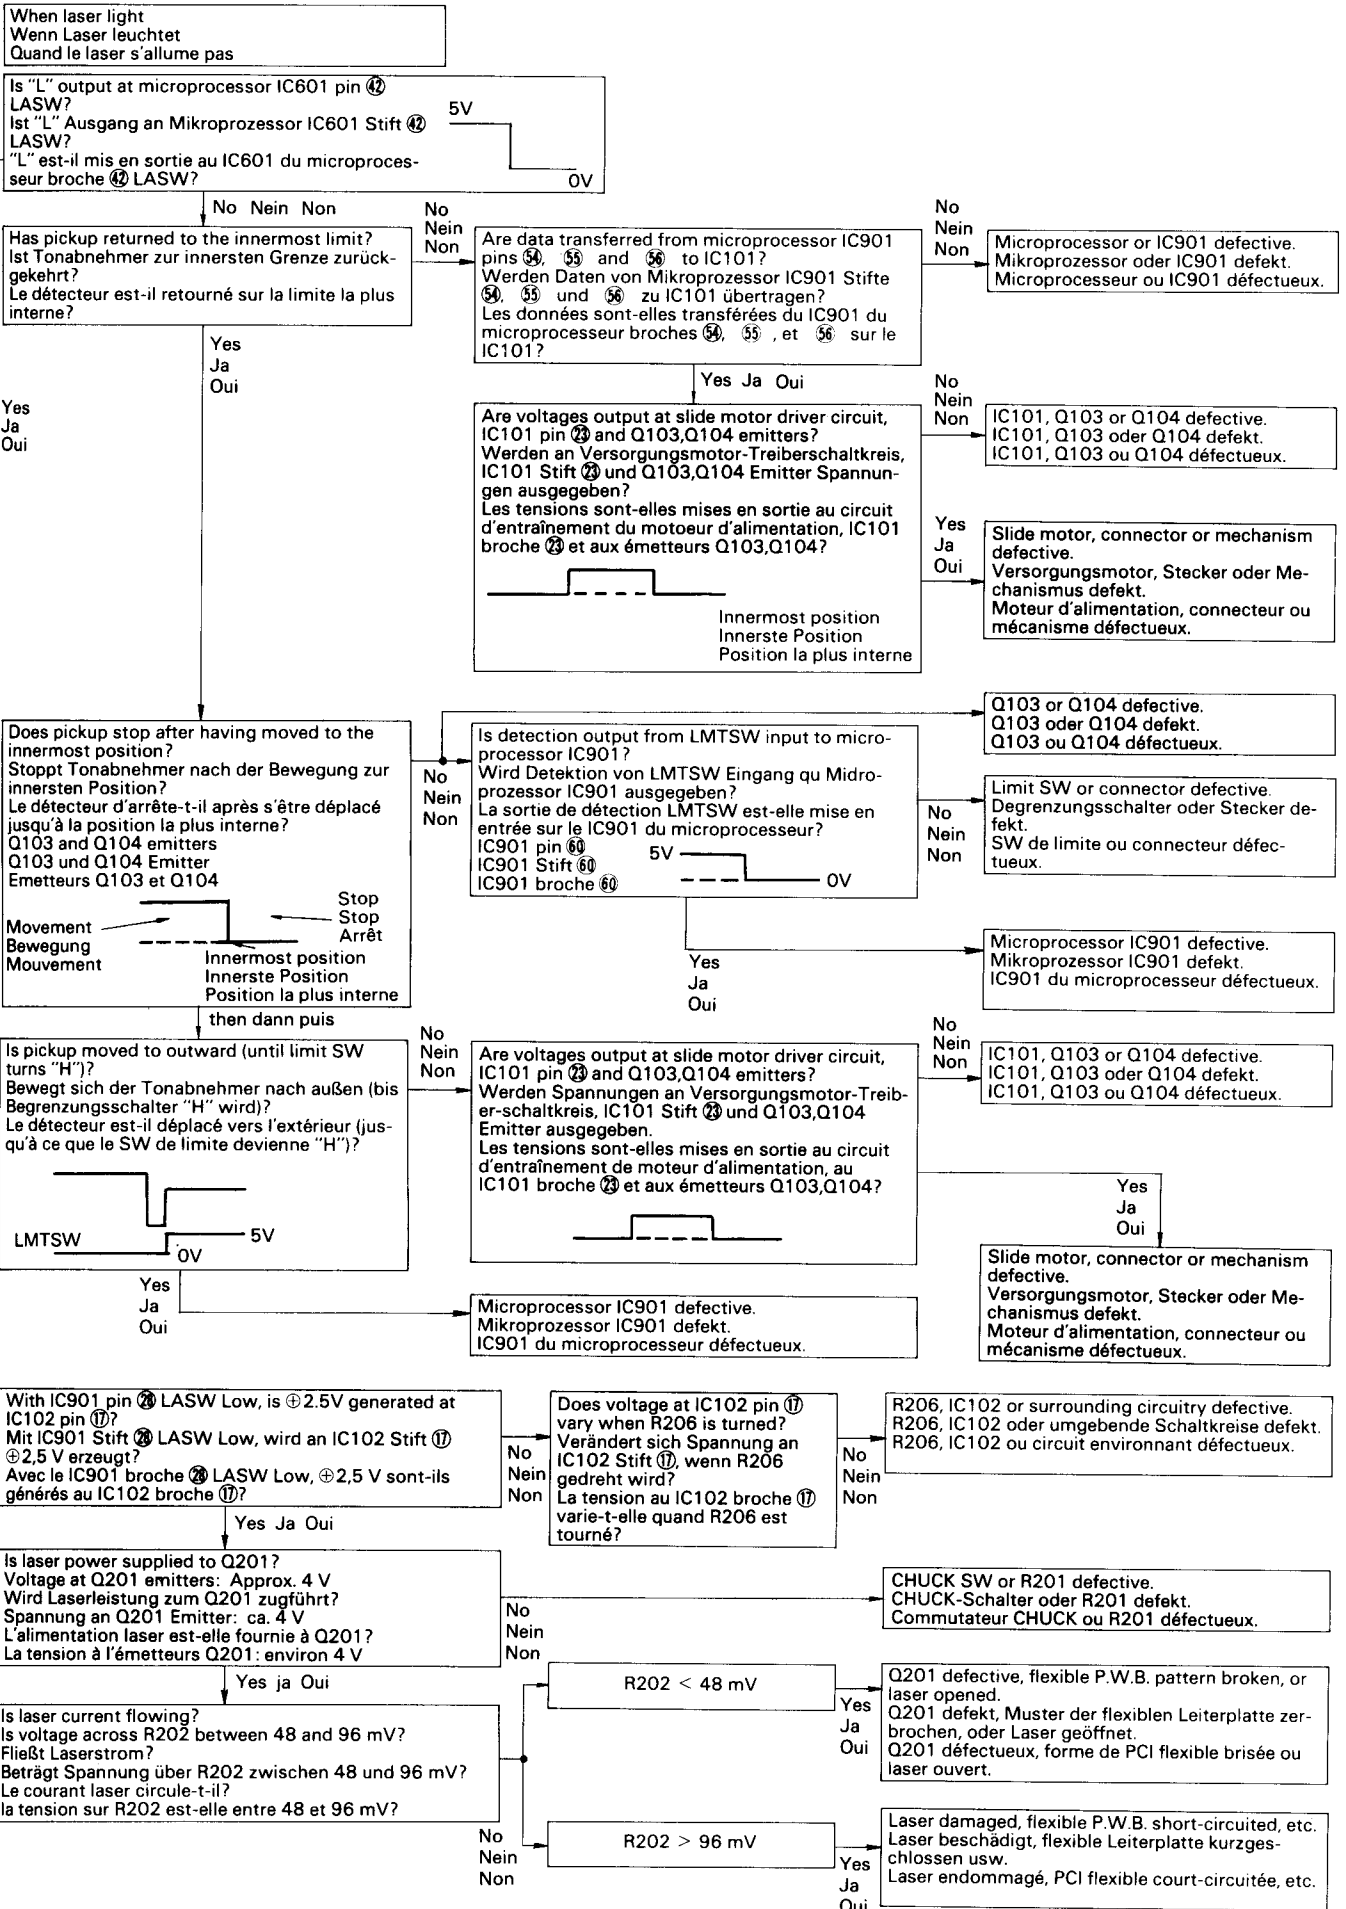 When laser light
Wenn Laser leuchtet
Quand le laser s'allume pas
Is "L" output at microprocessor IC601 pin ㊷
LASW?
Ist "L" Ausgang an Mikroprozessor IC601 Stift ㊷
LASW?
"L" est-il mis en sortie au IC601 du microproces-
seur broche ㊷ LASW?
5V
0V
No Nein Non
Has pickup returned to the innermost limit?
Ist Tonabnehmer zur innersten Grenze zurück-
gekehrt?
Le détecteur est-il retourné sur la limite la plus
interne?
No
Nein
Non
Are data transferred from microprocessor IC901
pins 54, 55 and 56 to IC101?
Werden Daten von Mikroprozessor IC901 Stifte
54, 55 und 56 zu IC101 übertragen?
Les données sont-elles transférées du IC901 du
microprocesseur broches 54, 55 , et 56 sur le
IC101?
No
Nein
Non
Microprocessor or IC901 defective.
Mikroprozessor oder IC901 defekt.
Microprocesseur ou IC901 défectueux.
Yes
Ja
Oui
Yes
Ja
Oui
Yes Ja Oui
Are voltages output at slide motor driver circuit,
IC101 pin ㉓ and Q103,Q104 emitters?
Werden an Versorgungsmotor-Treiberschaltkreis,
IC101 Stift ㉓ und Q103,Q104 Emitter Spannun-
gen ausgegeben?
Les tensions sont-elles mises en sortie au circuit
d'entraînement du motoeur d'alimentation, IC101
broche ㉓ et aux émetteurs Q103,Q104?
Innermost position
Innerste Position
Position la plus interne
No
Nein
Non
IC101, Q103 or Q104 defective.
IC101, Q103 oder Q104 defekt.
IC101, Q103 ou Q104 défectueux.
Yes
Ja
Oui
Slide motor, connector or mechanism
defective.
Versorgungsmotor, Stecker oder Me-
chanismus defekt.
Moteur d'alimentation, connecteur ou
mécanisme défectueux.
Does pickup stop after having moved to the
innermost position?
Stoppt Tonabnehmer nach der Bewegung zur
innersten Position?
Le détecteur d'arrête-t-il après s'être déplacé
jusqu'à la position la plus interne?
Q103 and Q104 emitters
Q103 und Q104 Emitter
Emetteurs Q103 et Q104
Stop
Stop
Arrêt
Movement
Bewegung
Mouvement
Innermost position
Innerste Position
Position la plus interne
No
Nein
Non
Q103 or Q104 defective.
Q103 oder Q104 defekt.
Q103 ou Q104 défectueux.
Is detection output from LMTSW input to micro-
processor IC901?
Wird Detektion von LMTSW Eingang qu Midro-
prozessor IC901 ausgegeben?
La sortie de détection LMTSW est-elle mise en
entrée sur le IC901 du microprocesseur?
IC901 pin 60
IC901 Stift 60
IC901 broche 60
5V
0V
No
Nein
Non
Limit SW or connector defective.
Degrenzungsschalter oder Stecker de-
fekt.
SW de limite ou connecteur défec-
tueux.
Yes
Ja
Oui
Microprocessor IC901 defective.
Mikroprozessor IC901 defekt.
IC901 du microprocesseur défectueux.
then dann puis
Is pickup moved to outward (until limit SW
turns "H")?
Bewegt sich der Tonabnehmer nach außen (bis
Begrenzungsschalter "H" wird)?
Le détecteur est-il déplacé vers l'extérieur (jus-
qu'à ce que le SW de limite devienne "H")?
LMTSW
5V
0V
No
Nein
Non
Are voltages output at slide motor driver circuit,
IC101 pin ㉓ and Q103,Q104 emitters?
Werden Spannungen an Versorgungsmotor-Treib-
er-schaltkreis, IC101 Stift ㉓ und Q103,Q104
Emitter ausgegeben.
Les tensions sont-elles mises en sortie au circuit
d'entraînement de moteur d'alimentation, au
IC101 broche ㉓ et aux émetteurs Q103,Q104?
No
Nein
Non
IC101, Q103 or Q104 defective.
IC101, Q103 oder Q104 defekt.
IC101, Q103 ou Q104 défectueux.
Yes
Ja
Oui
Slide motor, connector or mechanism
defective.
Versorgungsmotor, Stecker oder Me-
chanismus defekt.
Moteur d'alimentation, connecteur ou
mécanisme défectueux.
Yes
Ja
Oui
Microprocessor IC901 defective.
Mikroprozessor IC901 defekt.
IC901 du microprocesseur défectueux.
With IC901 pin ㉘ LASW Low, is ⊕2.5V generated at
IC102 pin ⑰?
Mit IC901 Stift ㉘ LASW Low, wird an IC102 Stift ⑰
⊕2,5 V erzeugt?
Avec le IC901 broche ㉘ LASW Low, ⊕2,5 V sont-ils
générés au IC102 broche ⑰?
No
Nein
Non
Does voltage at IC102 pin ⑰
vary when R206 is turned?
Verändert sich Spannung an
IC102 Stift ⑰, wenn R206
gedreht wird?
La tension au IC102 broche ⑰
varie-t-elle quand R206 est
tourné?
No
Nein
Non
R206, IC102 or surrounding circuitry defective.
R206, IC102 oder umgebende Schaltkreise defekt.
R206, IC102 ou circuit environnant défectueux.
Yes Ja Oui
Is laser power supplied to Q201?
Voltage at Q201 emitters: Approx. 4 V
Wird Laserleistung zum Q201 zugführt?
Spannung an Q201 Emitter: ca. 4 V
L'alimentation laser est-elle fournie à Q201?
La tension à l'émetteurs Q201: environ 4 V
No
Nein
Non
CHUCK SW or R201 defective.
CHUCK-Schalter oder R201 defekt.
Commutateur CHUCK ou R201 défectueux.
Yes ja Oui
Is laser current flowing?
Is voltage across R202 between 48 and 96 mV?
Fließt Laserstrom?
Beträgt Spannung über R202 zwischen 48 und 96 mV?
Le courant laser circule-t-il?
la tension sur R202 est-elle entre 48 et 96 mV?
R202 < 48 mV
Yes
Ja
Oui
Q201 defective, flexible P.W.B. pattern broken, or
laser opened.
Q201 defekt, Muster der flexiblen Leiterplatte zer-
brochen, oder Laser geöffnet.
Q201 défectueux, forme de PCI flexible brisée ou
laser ouvert.
No
Nein
Non
R202 > 96 mV
Yes
Ja
Oui
Laser damaged, flexible P.W.B. short-circuited, etc.
Laser beschädigt, flexible Leiterplatte kurzges-
chlossen usw.
Laser endommagé, PCI flexible court-circuitée, etc.